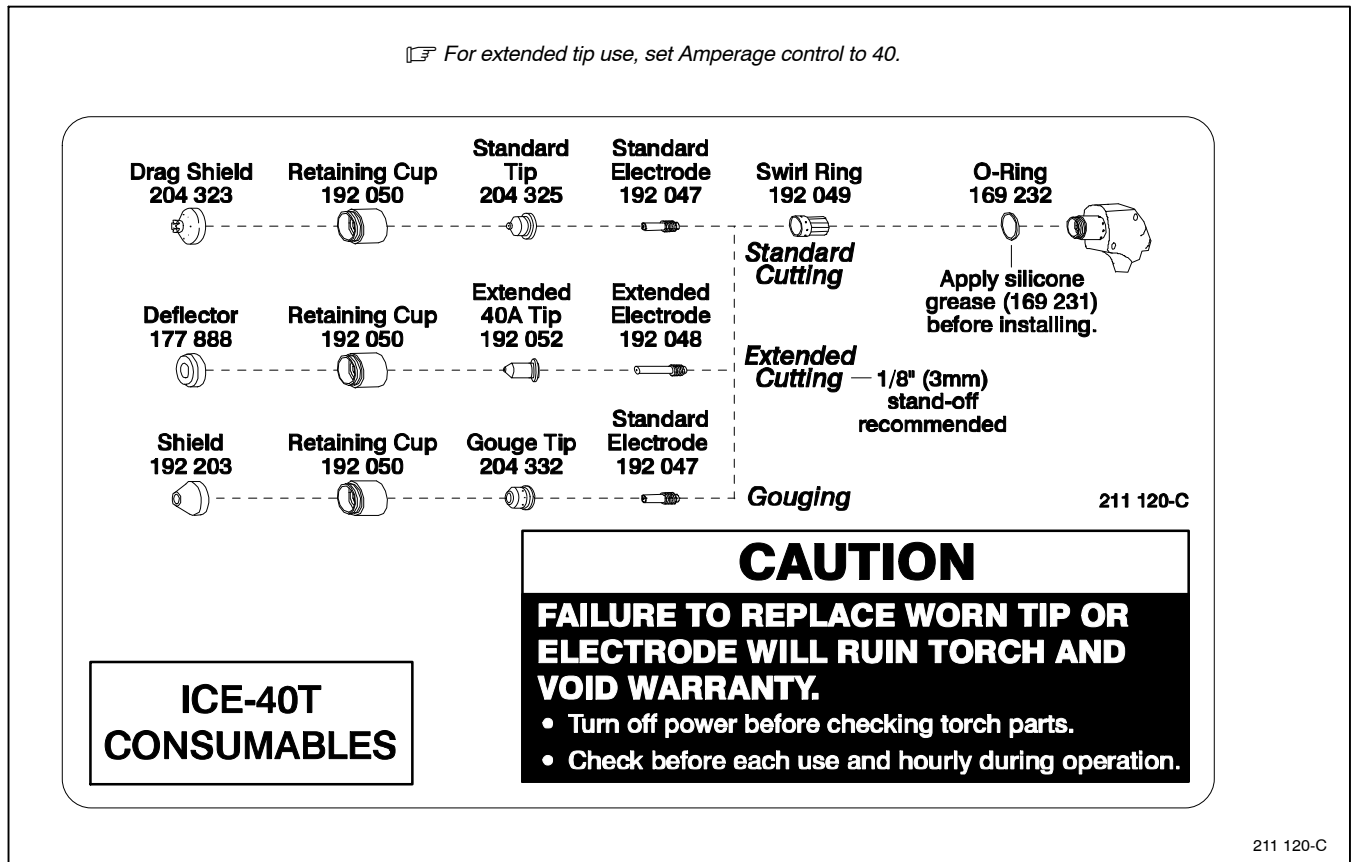 For extended tip use, set Amperage control to 40.
Drag Shield
204 323
Retaining Cup
192 050
Standard
Tip
204 325
Standard
Electrode
192 047
Swirl Ring
192 049
O-Ring
169 232
Standard
Cutting
Apply silicone
grease (169 231)
before installing.
Deflector
177 888
Retaining Cup
192 050
Extended
40A Tip
192 052
Extended
Electrode
192 048
Extended
Cutting
1/8" (3mm)
stand-off
recommended
Shield
192 203
Retaining Cup
192 050
Gouge Tip
204 332
Standard
Electrode
192 047
Gouging
211 120-C
CAUTION
FAILURE TO REPLACE WORN TIP OR
ELECTRODE WILL RUIN TORCH AND
VOID WARRANTY.
• Turn off power before checking torch parts.
• Check before each use and hourly during operation.
ICE-40T
CONSUMABLES
211 120-C